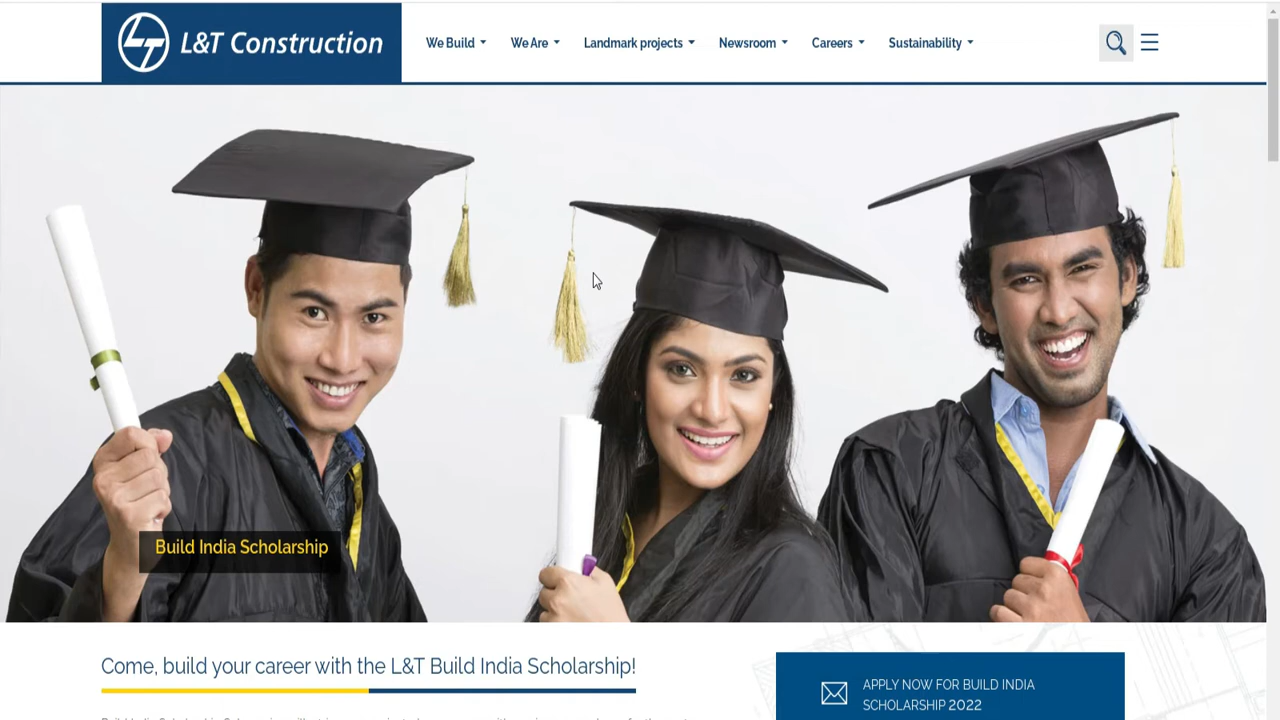 LT L&T Construction
We Build We Are Landmark projects Newsroom Careers Sustainability
Build India Scholarship
Come, build your career with the L&T Build India Scholarship!
APPLY NOW FOR BUILD INDIA
SCHOLARSHIP 2022